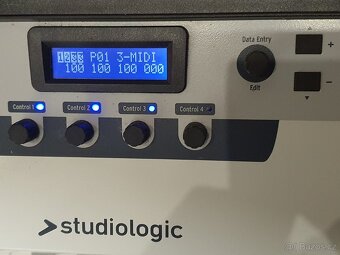 1233 P01 3-MIDI
100 100 100 000
Data Entry
+
Edit
−
Control 1
Control 2
Control 3
Control 4
studiologic